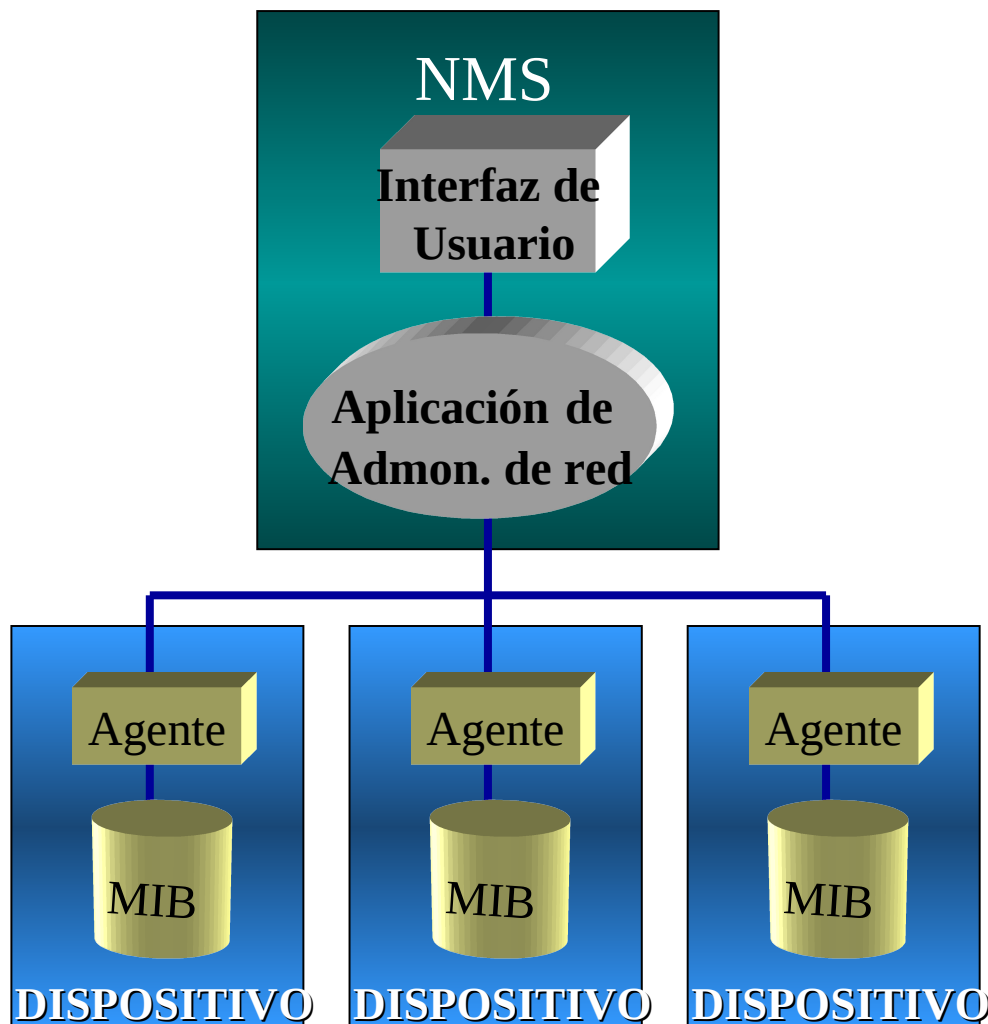 NMS
Interfaz de
Usuario
Aplicación de
Admon. de red
Agente
Agente
Agente
MIB
MIB
MIB
DISPOSITIVO
DISPOSITIVO
DISPOSITIVO